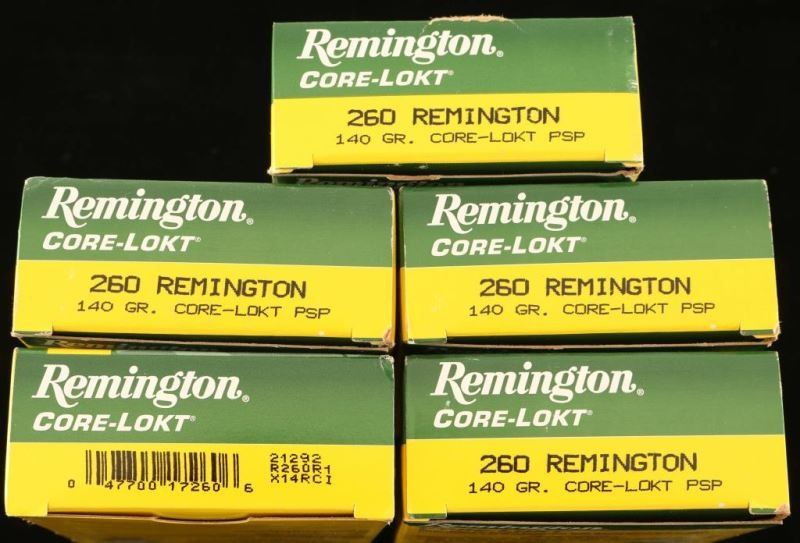 Remington®
CORE-LOKT®
260 REMINGTON
140 GR. CORE-LOKT PSP
Remington®
CORE-LOKT®
260 REMINGTON
140 GR. CORE-LOKT PSP
Remington®
CORE-LOKT®
260 REMINGTON
140 GR. CORE-LOKT PSP
Remington®
CORE-LOKT®
21292
R260R1
X14RCI
0 47700 17260 6
Remington®
CORE-LOKT®
260 REMINGTON
140 GR. CORE-LOKT PSP
Remington